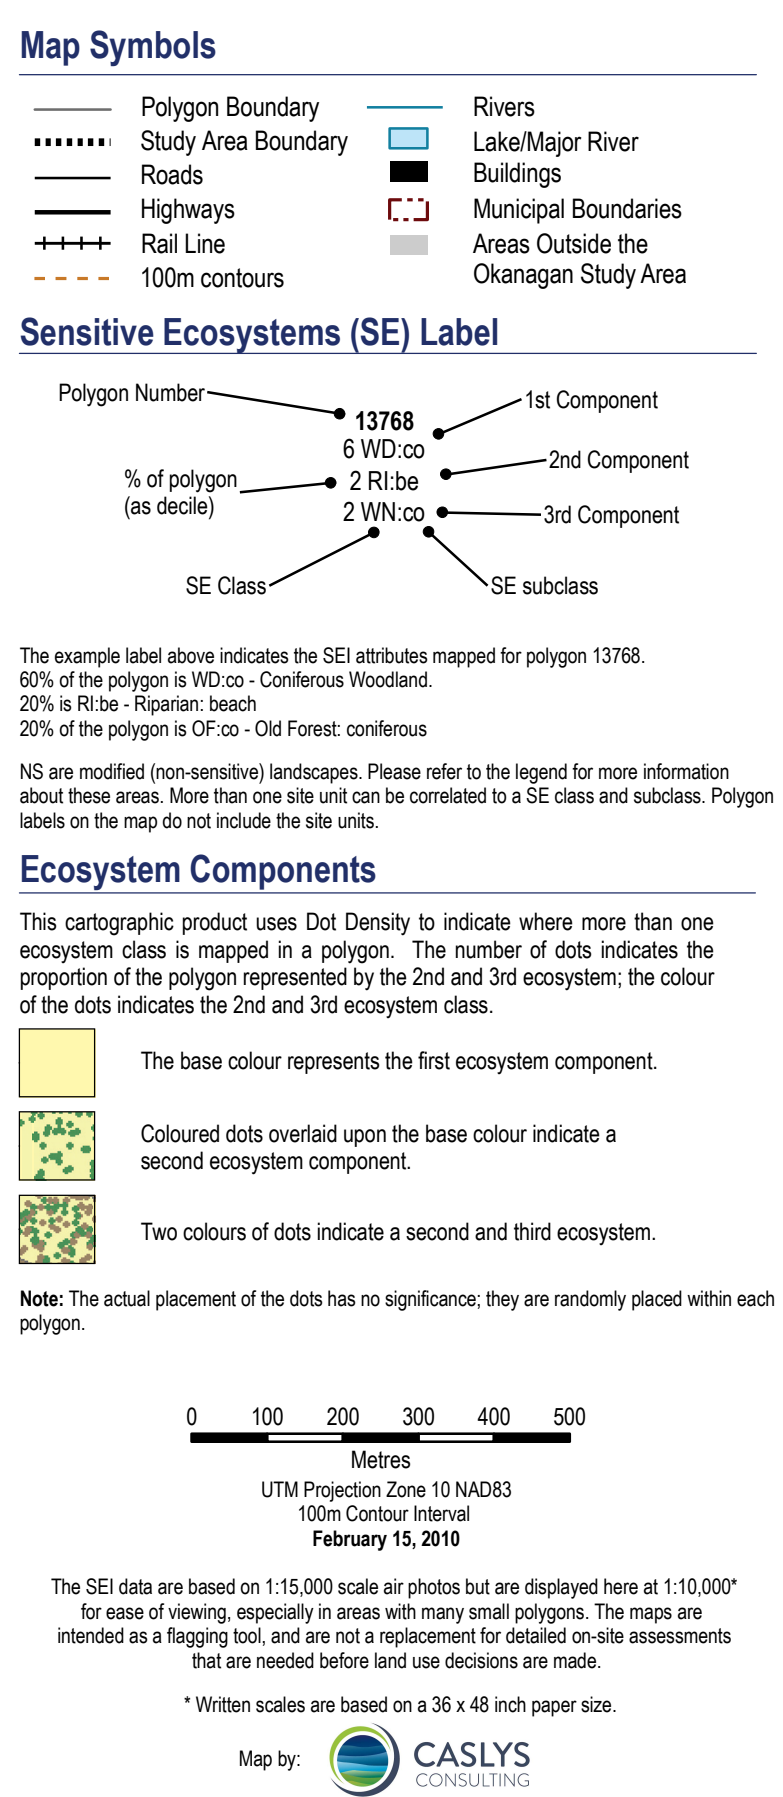 Map Symbols
Polygon Boundary
Study Area Boundary
Roads
Highways
Rail Line
100m contours
Rivers
Lake/Major River
Buildings
Municipal Boundaries
Areas Outside the
Okanagan Study Area
Sensitive Ecosystems (SE) Label
Polygon Number
13768
1st Component
6 WD:co
2nd Component
% of polygon
(as decile)
2 RI:be
2 WN:co
3rd Component
SE Class
SE subclass
The example label above indicates the SEI attributes mapped for polygon 13768.
60% of the polygon is WD:co - Coniferous Woodland.
20% is RI:be - Riparian: beach
20% of the polygon is OF:co - Old Forest: coniferous
NS are modified (non-sensitive) landscapes. Please refer to the legend for more information
about these areas. More than one site unit can be correlated to a SE class and subclass. Polygon
labels on the map do not include the site units.
Ecosystem Components
This cartographic product uses Dot Density to indicate where more than one
ecosystem class is mapped in a polygon. The number of dots indicates the
proportion of the polygon represented by the 2nd and 3rd ecosystem; the colour
of the dots indicates the 2nd and 3rd ecosystem class.
The base colour represents the first ecosystem component.
Coloured dots overlaid upon the base colour indicate a
second ecosystem component.
Two colours of dots indicate a second and third ecosystem.
Note: The actual placement of the dots has no significance; they are randomly placed within each
polygon.
0 100 200 300 400 500
Metres
UTM Projection Zone 10 NAD83
100m Contour Interval
February 15, 2010
The SEI data are based on 1:15,000 scale air photos but are displayed here at 1:10,000*
for ease of viewing, especially in areas with many small polygons. The maps are
intended as a flagging tool, and are not a replacement for detailed on-site assessments
that are needed before land use decisions are made.
* Written scales are based on a 36 x 48 inch paper size.
Map by:
CASLYS
CONSULTING